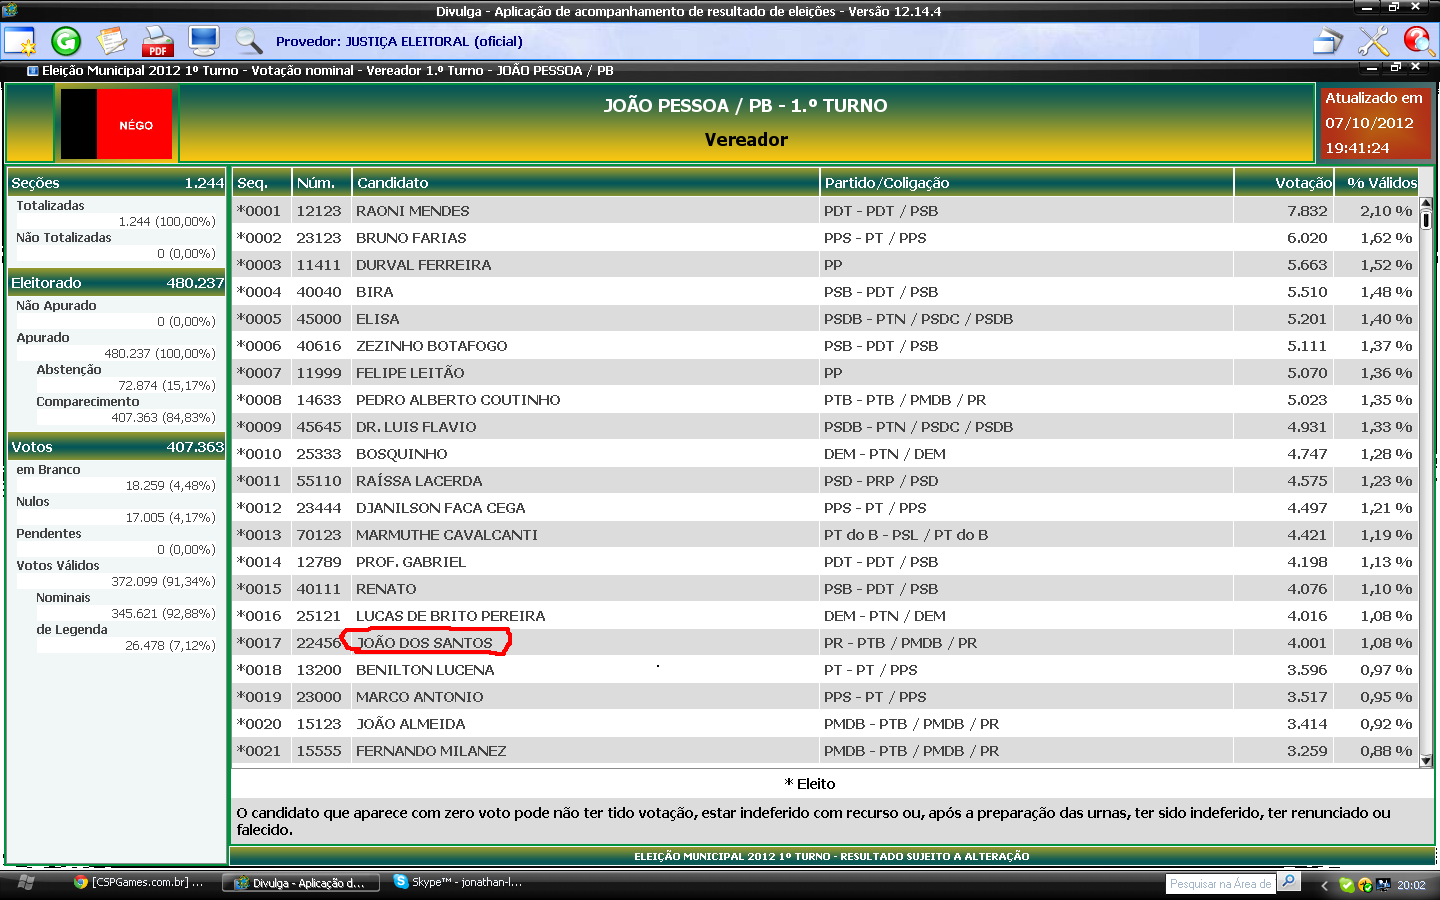 Divulga - Aplicação de acompanhamento de resultado de eleições - Versão 12.14.4
Provedor: JUSTIÇA ELEITORAL (oficial)
PDF
Eleição Municipal 2012 1º Turno - Votação nominal - Vereador 1.º Turno - JOÃO PESSOA / PB
NÉGO
JOÃO PESSOA / PB - 1.º TURNO
Vereador
Atualizado em
07/10/2012
19:41:24
Seções 1.244
Totalizadas
1.244 (100,00%)
Não Totalizadas
0 (0,00%)
Eleitorado 480.237
Não Apurado
0 (0,00%)
Apurado
480.237 (100,00%)
Abstenção
72.874 (15,17%)
Comparecimento
407.363 (84,83%)
Votos 407.363
em Branco
18.259 (4,48%)
Nulos
17.005 (4,17%)
Pendentes
0 (0,00%)
Votos Válidos
372.099 (91,34%)
Nominais
345.621 (92,88%)
de Legenda
26.478 (7,12%)
Seq. Núm. Candidato Partido/Coligação Votação % Válidos
*0001 12123 RAONI MENDES PDT - PDT / PSB 7.832 2,10 %
*0002 23123 BRUNO FARIAS PPS - PT / PPS 6.020 1,62 %
*0003 11411 DURVAL FERREIRA PP 5.663 1,52 %
*0004 40040 BIRA PSB - PDT / PSB 5.510 1,48 %
*0005 45000 ELISA PSDB - PTN / PSDC / PSDB 5.201 1,40 %
*0006 40616 ZEZINHO BOTAFOGO PSB - PDT / PSB 5.111 1,37 %
*0007 11999 FELIPE LEITÃO PP 5.070 1,36 %
*0008 14633 PEDRO ALBERTO COUTINHO PTB - PTB / PMDB / PR 5.023 1,35 %
*0009 45645 DR. LUIS FLAVIO PSDB - PTN / PSDC / PSDB 4.931 1,33 %
*0010 25333 BOSQUINHO DEM - PTN / DEM 4.747 1,28 %
*0011 55110 RAÍSSA LACERDA PSD - PRP / PSD 4.575 1,23 %
*0012 23444 DJANILSON FACA CEGA PPS - PT / PPS 4.497 1,21 %
*0013 70123 MARMUTHE CAVALCANTI PT do B - PSL / PT do B 4.421 1,19 %
*0014 12789 PROF. GABRIEL PDT - PDT / PSB 4.198 1,13 %
*0015 40111 RENATO PSB - PDT / PSB 4.076 1,10 %
*0016 25121 LUCAS DE BRITO PEREIRA DEM - PTN / DEM 4.016 1,08 %
*0017 22456 JOÃO DOS SANTOS PR - PTB / PMDB / PR 4.001 1,08 %
*0018 13200 BENILTON LUCENA PT - PT / PPS 3.596 0,97 %
*0019 23000 MARCO ANTONIO PPS - PT / PPS 3.517 0,95 %
*0020 15123 JOÃO ALMEIDA PMDB - PTB / PMDB / PR 3.414 0,92 %
*0021 15555 FERNANDO MILANEZ PMDB - PTB / PMDB / PR 3.259 0,88 %
* Eleito
O candidato que aparece com zero voto pode não ter tido votação, estar indeferido com recurso ou, após a preparação das urnas, ter sido indeferido, ter renunciado ou
falecido.
ELEIÇÃO MUNICIPAL 2012 1º TURNO - RESULTADO SUJEITO A ALTERAÇÃO
[CSPGames.com.br] ... Divulga - Aplicação d... Skype™ - jonathan-l... Pesquisar na Área de 20:02